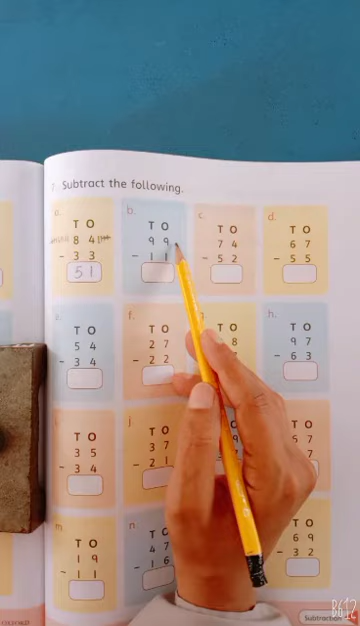 Subtract the following.
a. b. c. d.
T O T O T O T O
8 4 9 9 7 4 6 7
- 3 3 - 1 1 - 5 2 - 5 5
5 1
e. f. g. h.
T O T O T O
5 4 2 7 8 9 7
- 3 4 - 2 2 - 6 3
i. j.
T O T O
3 5 3 7 9 5 7
- 3 4 - 2 1 7
m. n.
T O T O T O
1 9 4 7 6 9
- 1 1 - 1 6 - 3 2
Subtraction
B612